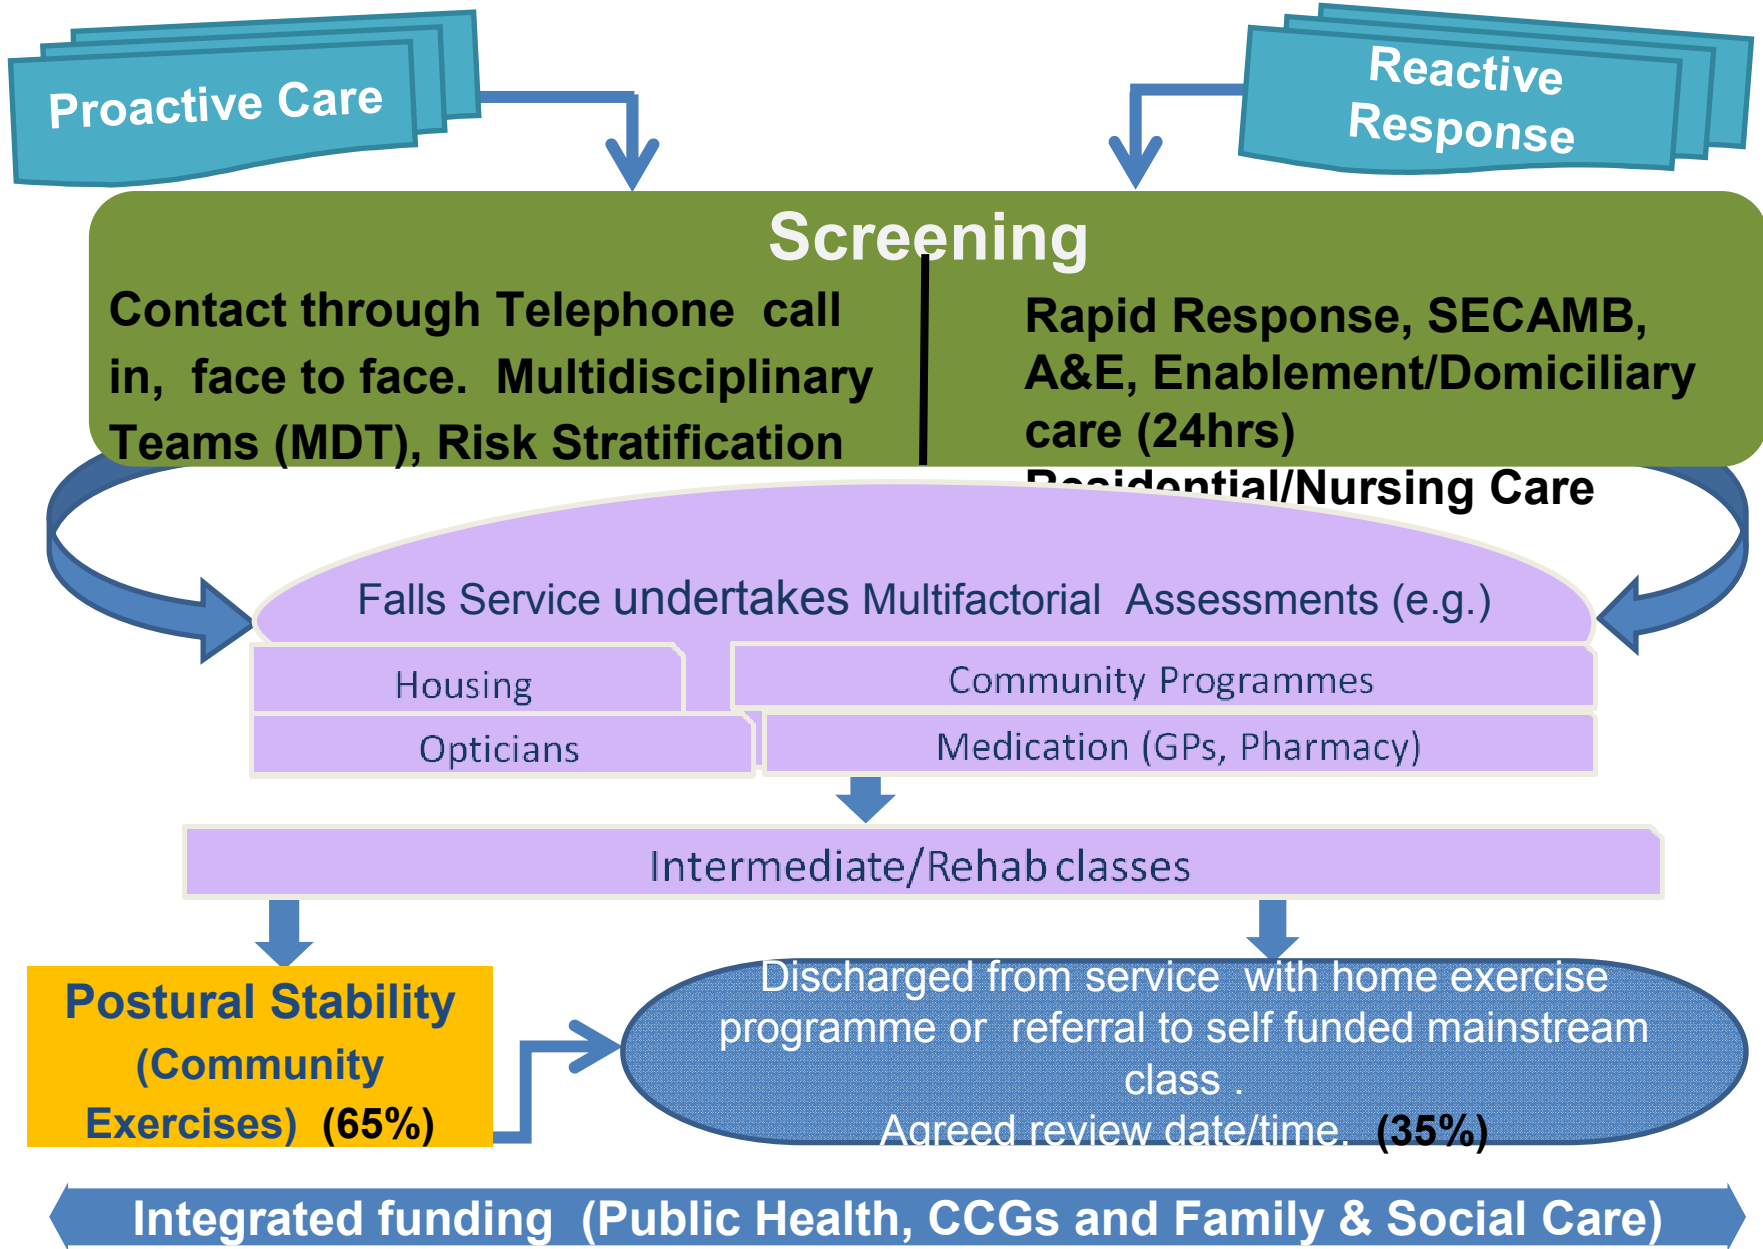 Proactive Care
Reactive
Response
Screening
Contact through Telephone call
in, face to face. Multidisciplinary
Teams (MDT), Risk Stratification
Rapid Response, SECAMB,
A&E, Enablement/Domiciliary
care (24hrs)
Residential/Nursing Care
Falls Service undertakes Multifactorial Assessments (e.g.)
Housing
Community Programmes
Opticians
Medication (GPs, Pharmacy)
Intermediate/Rehab classes
Postural Stability
(Community
Exercises) (65%)
Discharged from service with home exercise
programme or referral to self funded mainstream
class .
Agreed review date/time. (35%)
Integrated funding (Public Health, CCGs and Family & Social Care)